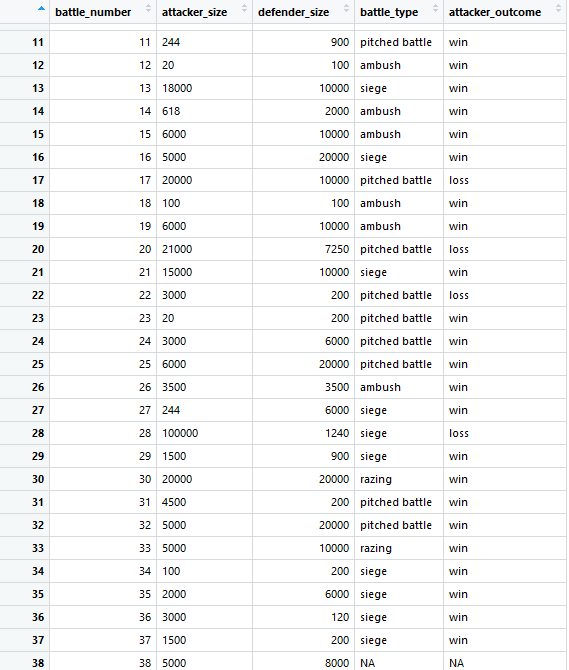 battle_number attacker_size defender_size battle_type attacker_outcome
11 11 244 900 pitched battle win
12 12 20 100 ambush win
13 13 18000 10000 siege win
14 14 618 2000 ambush win
15 15 6000 10000 ambush win
16 16 5000 20000 siege win
17 17 20000 10000 pitched battle loss
18 18 100 100 ambush win
19 19 6000 10000 ambush win
20 20 21000 7250 pitched battle loss
21 21 15000 10000 siege win
22 22 3000 200 pitched battle loss
23 23 20 200 pitched battle win
24 24 3000 6000 pitched battle win
25 25 6000 20000 pitched battle win
26 26 3500 3500 ambush win
27 27 244 6000 siege win
28 28 100000 1240 siege loss
29 29 1500 900 siege win
30 30 20000 20000 razing win
31 31 4500 200 pitched battle win
32 32 5000 20000 pitched battle win
33 33 5000 10000 razing win
34 34 100 200 siege win
35 35 2000 6000 siege win
36 36 3000 120 siege win
37 37 1500 200 siege win
38 38 5000 8000 NA NA